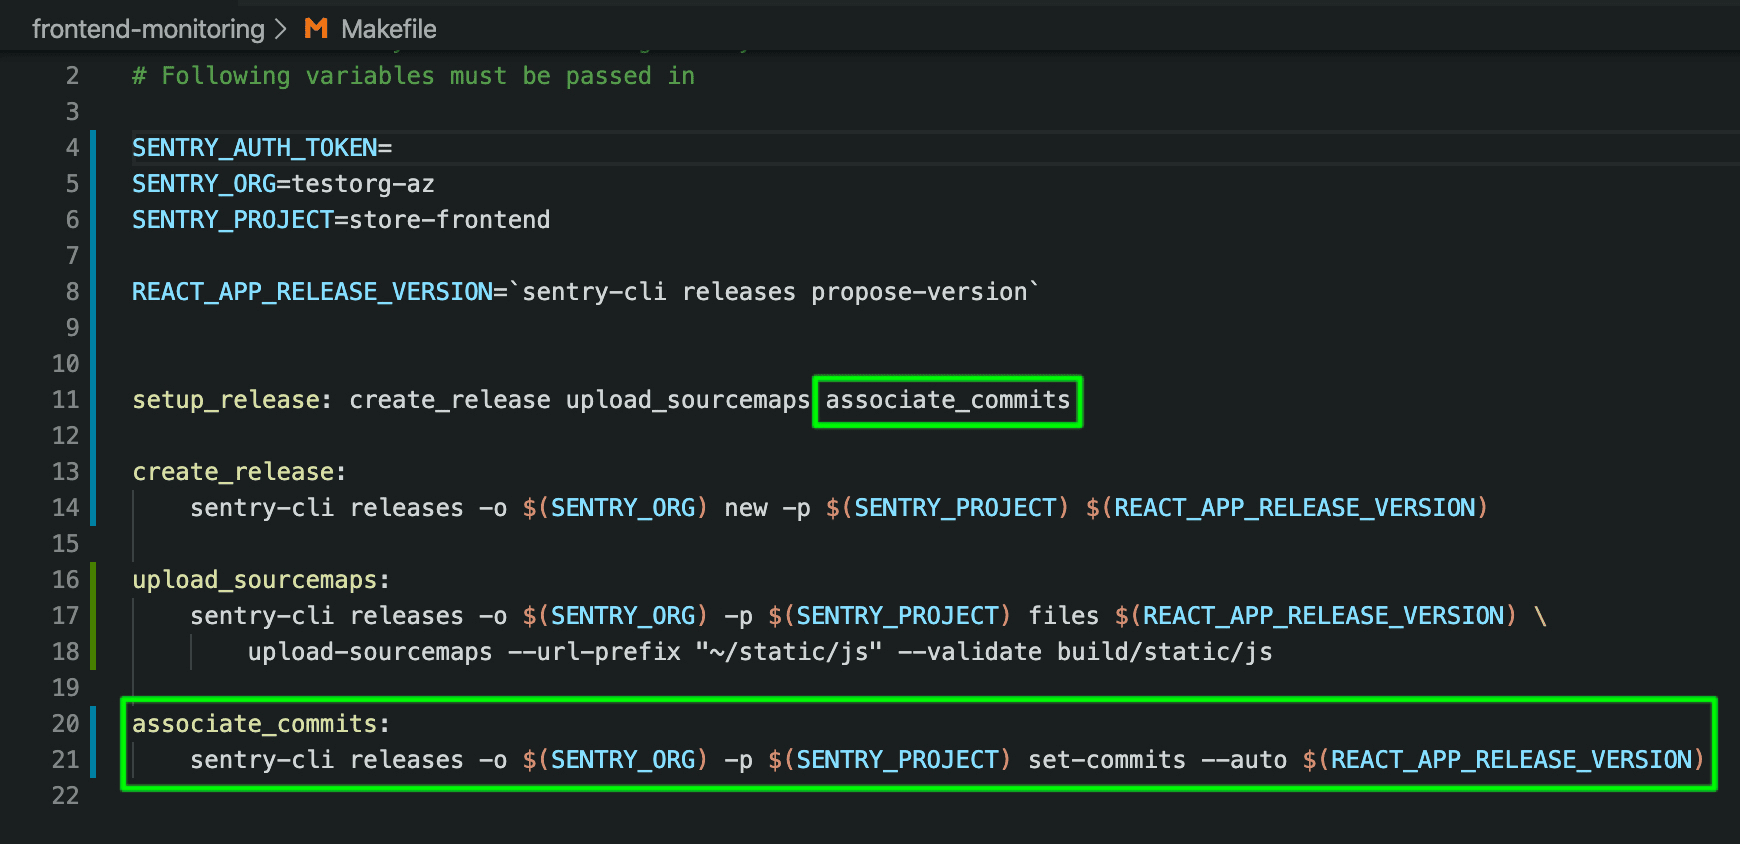 frontend-monitoring > M Makefile
2 # Following variables must be passed in
3
4 SENTRY_AUTH_TOKEN=
5 SENTRY_ORG=testorg-az
6 SENTRY_PROJECT=store-frontend
7
8 REACT_APP_RELEASE_VERSION=`sentry-cli releases propose-version`
9
10
11 setup_release: create_release upload_sourcemaps associate_commits
12
13 create_release:
14 sentry-cli releases -o $(SENTRY_ORG) new -p $(SENTRY_PROJECT) $(REACT_APP_RELEASE_VERSION)
15
16 upload_sourcemaps:
17 sentry-cli releases -o $(SENTRY_ORG) -p $(SENTRY_PROJECT) files $(REACT_APP_RELEASE_VERSION) \
18 upload-sourcemaps --url-prefix "~/static/js" --validate build/static/js
19
20 associate_commits:
21 sentry-cli releases -o $(SENTRY_ORG) -p $(SENTRY_PROJECT) set-commits --auto $(REACT_APP_RELEASE_VERSION)
22